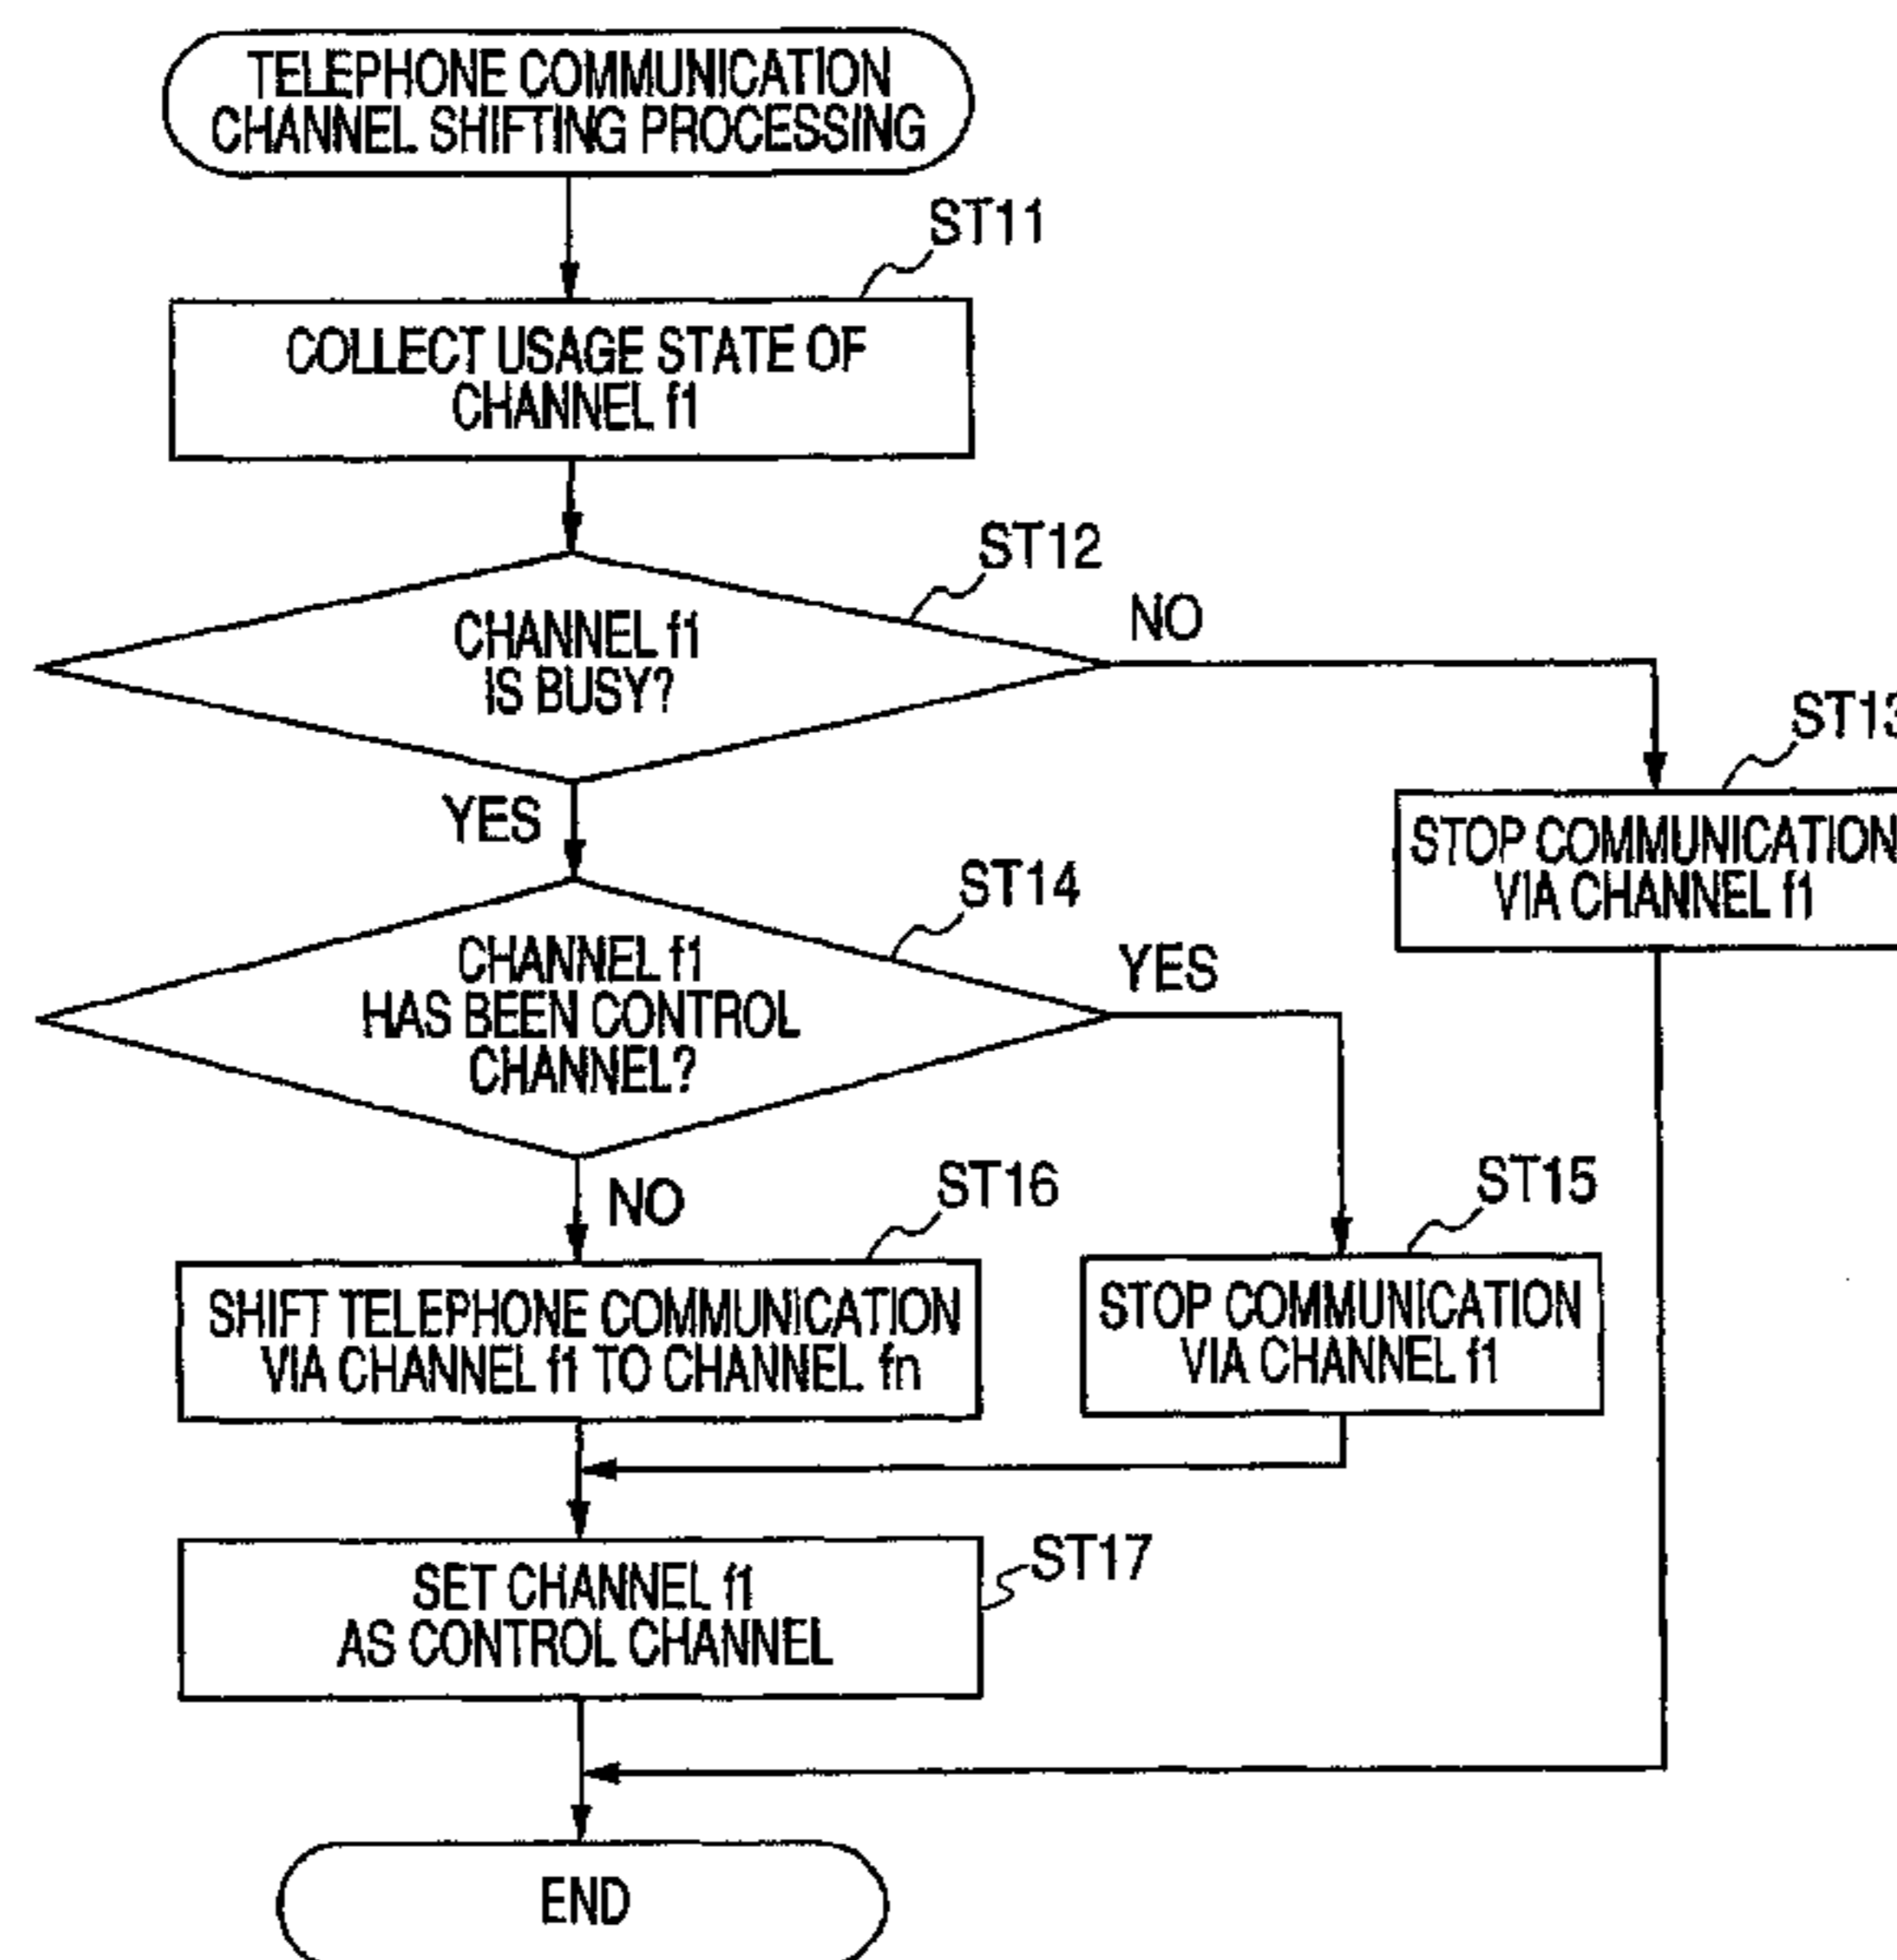 TELEPHONE COMMUNICATION
CHANNEL SHIFTING PROCESSING
ST11
COLLECT USAGE STATE OF
CHANNEL f1
ST12
CHANNEL f1
IS BUSY?
NO
ST13
YES
STOP COMMUNICATION
VIA CHANNEL f1
ST14
CHANNEL f1
HAS BEEN CONTROL
CHANNEL?
YES
NO
ST16
ST15
SHIFT TELEPHONE COMMUNICATION
VIA CHANNEL f1 TO CHANNEL fn
STOP COMMUNICATION
VIA CHANNEL f1
ST17
SET CHANNEL f1
AS CONTROL CHANNEL
END